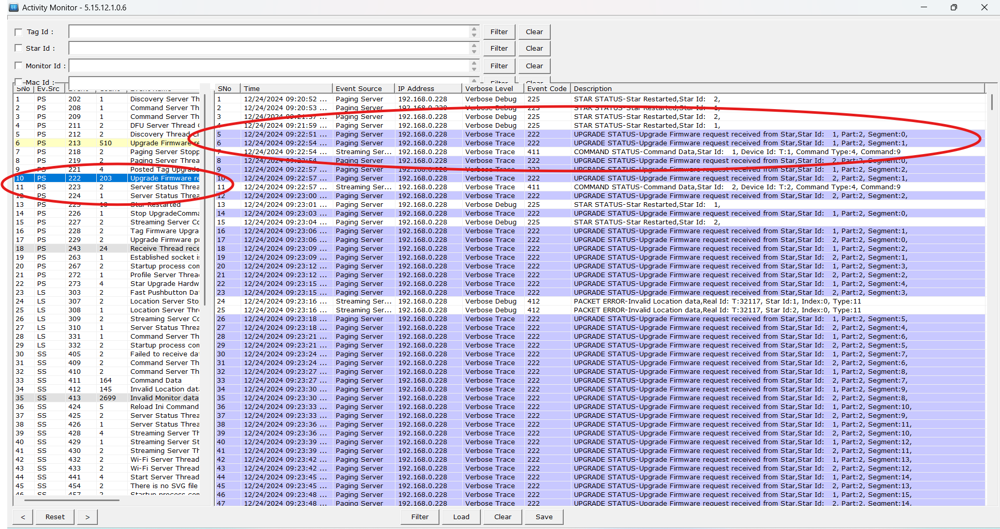 Activity Monitor - 5.15.12.1.0.6
Tag Id : Filter Clear
Star Id : Filter Clear
Monitor Id : Filter Clear
Mac Id :
SNo Ev.Src
1 PS 202 1 Discovery Server Th
2 PS 208 1 Command Server Th
3 PS 209 1 Command Server Th
4 PS 211 2 DFU Server Thread
5 PS 212 2 Discovery Thread
6 PS 213 510 Upgrade Firmware re
7 PS 218 2 Paging Server Stopp
8 PS 219 2 Paging Server Threa
9 PS 221 4 Posted Tag Upgrade
10 PS 222 203 Upgrade Firmware re
11 PS 223 2 Server Status Threa
12 PS 224 1 Server Status Threa
13 PS 225 10 Star Restarted
14 PS 226 1 Stop UpgradeComma
15 PS 227 2 Streaming Server Co
16 PS 228 2 Tag Firmware Upgra
17 PS 229 2 Upgrade Firmware p
18 PS 243 24 Receive Thread rece
19 PS 263 1 Established socket i
20 PS 267 2 Startup process con
21 PS 272 1 Profile Server Threa
22 PS 273 4 Star Upgrade Hardw
23 LS 303 2 Fast Pushbutton Da
24 LS 307 2 Location Server Sto
25 LS 308 1 Location Server Thr
26 LS 309 2 Streaming Server Co
27 LS 310 1 Server Status Threa
28 LS 331 1 Command Server Th
29 LS 332 2 Startup process con
30 SS 405 2 Failed to receive da
31 SS 409 2 Command Server Th
32 SS 410 2 Command Server Th
33 SS 411 164 Command Data
34 SS 412 145 Invalid Location dat
35 SS 413 2699 Invalid Monitor data
36 SS 424 5 Reload Ini Command
37 SS 425 2 Server Status Threa
38 SS 426 1 Server Status Threa
39 SS 428 4 Streaming Server Th
40 SS 429 1 Streaming Server St
41 SS 430 2 Streaming Server Th
42 SS 432 2 Wi-Fi Server Thread
43 SS 433 2 Wi-Fi Server Thread
44 SS 441 4 Start Server Thread
45 SS 454 2 There is no SVG file
46 SS 457 2 Startup process con
SNo Time Event Source IP Address Verbose Level Event Code Description
1 12/24/2024 09:20:52 ... Paging Server 192.168.0.228 Verbose Debug 225 STAR STATUS-Star Restarted,Star Id: 2,
2 12/24/2024 09:20:53 ... Paging Server 192.168.0.228 Verbose Debug 225 STAR STATUS-Star Restarted,Star Id: 1,
3 12/24/2024 09:21:57 ... Paging Server 192.168.0.228 Verbose Debug 225 STAR STATUS-Star Restarted,Star Id: 2,
4 12/24/2024 09:21:59 ... Paging Server 192.168.0.228 Verbose Debug 225 STAR STATUS-Star Restarted,Star Id: 1,
5 12/24/2024 09:22:51 ... Paging Server 192.168.0.228 Verbose Trace 222 UPGRADE STATUS-Upgrade Firmware request received from Star,Star Id: 1, Part:2, Segment:0,
6 12/24/2024 09:22:54 ... Paging Server 192.168.0.228 Verbose Trace 222 UPGRADE STATUS-Upgrade Firmware request received from Star,Star Id: 1, Part:2, Segment:1,
7 12/24/2024 09:22:54 ... Streaming Ser... 192.168.0.228 Verbose Trace 411 COMMAND STATUS-Command Data,Star Id: 1, Device Id: T:1, Command Type:4, Command:9
8 12/24/2024 09:22:54 ... Paging Server 192.168.0.228 Verbose Trace 222 UPGRADE STATUS-Upgrade Firmware request received from Star,Star Id: 2, Part:2, Segment:0,
9 12/24/2024 09:22:57 ... Paging Server 192.168.0.228 Verbose Trace 222 UPGRADE STATUS-Upgrade Firmware request received from Star,Star Id: 1, Part:2, Segment:2,
10 12/24/2024 09:22:57 ... Paging Server 192.168.0.228 Verbose Trace 222 UPGRADE STATUS-Upgrade Firmware request received from Star,Star Id: 2, Part:2, Segment:1,
11 12/24/2024 09:22:57 ... Streaming Ser... 192.168.0.228 Verbose Trace 411 COMMAND STATUS-Command Data,Star Id: 2, Device Id: T:2, Command Type:4, Command:9
12 12/24/2024 09:23:00 ... Paging Server 192.168.0.228 Verbose Trace 222 UPGRADE STATUS-Upgrade Firmware request received from Star,Star Id: 2, Part:2, Segment:2,
13 12/24/2024 09:23:01 ... Paging Server 192.168.0.228 Verbose Debug 225 STAR STATUS-Star Restarted,Star Id: 1,
14 12/24/2024 09:23:03 ... Paging Server 192.168.0.228 Verbose Trace 222 UPGRADE STATUS-Upgrade Firmware request received from Star,Star Id: 1, Part:2, Segment:0,
15 12/24/2024 09:23:04 ... Paging Server 192.168.0.228 Verbose Debug 225 STAR STATUS-Star Restarted,Star Id: 2,
16 12/24/2024 09:23:06 ... Paging Server 192.168.0.228 Verbose Trace 222 UPGRADE STATUS-Upgrade Firmware request received from Star,Star Id: 1, Part:2, Segment:1,
17 12/24/2024 09:23:06 ... Paging Server 192.168.0.228 Verbose Trace 222 UPGRADE STATUS-Upgrade Firmware request received from Star,Star Id: 2, Part:2, Segment:0,
18 12/24/2024 09:23:09 ... Paging Server 192.168.0.228 Verbose Trace 222 UPGRADE STATUS-Upgrade Firmware request received from Star,Star Id: 1, Part:2, Segment:2,
19 12/24/2024 09:23:09 ... Paging Server 192.168.0.228 Verbose Trace 222 UPGRADE STATUS-Upgrade Firmware request received from Star,Star Id: 2, Part:2, Segment:1,
20 12/24/2024 09:23:12 ... Paging Server 192.168.0.228 Verbose Trace 222 UPGRADE STATUS-Upgrade Firmware request received from Star,Star Id: 1, Part:2, Segment:3,
21 12/24/2024 09:23:12 ... Paging Server 192.168.0.228 Verbose Trace 222 UPGRADE STATUS-Upgrade Firmware request received from Star,Star Id: 2, Part:2, Segment:2,
22 12/24/2024 09:23:15 ... Paging Server 192.168.0.228 Verbose Trace 222 UPGRADE STATUS-Upgrade Firmware request received from Star,Star Id: 1, Part:2, Segment:4,
23 12/24/2024 09:23:15 ... Paging Server 192.168.0.228 Verbose Trace 222 UPGRADE STATUS-Upgrade Firmware request received from Star,Star Id: 2, Part:2, Segment:3,
24 12/24/2024 09:23:16 ... Streaming Ser... 192.168.0.228 Verbose Debug 412 PACKET ERROR-Invalid Location data,Real Id: T:32117, Star Id:1, Index:0, Type:11
25 12/24/2024 09:23:16 ... Streaming Ser... 192.168.0.228 Verbose Debug 412 PACKET ERROR-Invalid Location data,Real Id: T:32117, Star Id:2, Index:0, Type:11
26 12/24/2024 09:23:18 ... Paging Server 192.168.0.228 Verbose Trace 222 UPGRADE STATUS-Upgrade Firmware request received from Star,Star Id: 1, Part:2, Segment:5,
27 12/24/2024 09:23:18 ... Paging Server 192.168.0.228 Verbose Trace 222 UPGRADE STATUS-Upgrade Firmware request received from Star,Star Id: 2, Part:2, Segment:4,
28 12/24/2024 09:23:21 ... Paging Server 192.168.0.228 Verbose Trace 222 UPGRADE STATUS-Upgrade Firmware request received from Star,Star Id: 1, Part:2, Segment:6,
29 12/24/2024 09:23:21 ... Paging Server 192.168.0.228 Verbose Trace 222 UPGRADE STATUS-Upgrade Firmware request received from Star,Star Id: 2, Part:2, Segment:5,
30 12/24/2024 09:23:24 ... Paging Server 192.168.0.228 Verbose Trace 222 UPGRADE STATUS-Upgrade Firmware request received from Star,Star Id: 1, Part:2, Segment:7,
31 12/24/2024 09:23:24 ... Paging Server 192.168.0.228 Verbose Trace 222 UPGRADE STATUS-Upgrade Firmware request received from Star,Star Id: 2, Part:2, Segment:6,
32 12/24/2024 09:23:27 ... Paging Server 192.168.0.228 Verbose Trace 222 UPGRADE STATUS-Upgrade Firmware request received from Star,Star Id: 1, Part:2, Segment:8,
33 12/24/2024 09:23:27 ... Paging Server 192.168.0.228 Verbose Trace 222 UPGRADE STATUS-Upgrade Firmware request received from Star,Star Id: 2, Part:2, Segment:7,
34 12/24/2024 09:23:30 ... Paging Server 192.168.0.228 Verbose Trace 222 UPGRADE STATUS-Upgrade Firmware request received from Star,Star Id: 1, Part:2, Segment:9,
35 12/24/2024 09:23:30 ... Paging Server 192.168.0.228 Verbose Trace 222 UPGRADE STATUS-Upgrade Firmware request received from Star,Star Id: 2, Part:2, Segment:8,
36 12/24/2024 09:23:33 ... Paging Server 192.168.0.228 Verbose Trace 222 UPGRADE STATUS-Upgrade Firmware request received from Star,Star Id: 1, Part:2, Segment:10,
37 12/24/2024 09:23:33 ... Paging Server 192.168.0.228 Verbose Trace 222 UPGRADE STATUS-Upgrade Firmware request received from Star,Star Id: 2, Part:2, Segment:9,
38 12/24/2024 09:23:36 ... Paging Server 192.168.0.228 Verbose Trace 222 UPGRADE STATUS-Upgrade Firmware request received from Star,Star Id: 1, Part:2, Segment:11,
39 12/24/2024 09:23:36 ... Paging Server 192.168.0.228 Verbose Trace 222 UPGRADE STATUS-Upgrade Firmware request received from Star,Star Id: 2, Part:2, Segment:10,
40 12/24/2024 09:23:39 ... Paging Server 192.168.0.228 Verbose Trace 222 UPGRADE STATUS-Upgrade Firmware request received from Star,Star Id: 1, Part:2, Segment:12,
41 12/24/2024 09:23:39 ... Paging Server 192.168.0.228 Verbose Trace 222 UPGRADE STATUS-Upgrade Firmware request received from Star,Star Id: 2, Part:2, Segment:11,
42 12/24/2024 09:23:42 ... Paging Server 192.168.0.228 Verbose Trace 222 UPGRADE STATUS-Upgrade Firmware request received from Star,Star Id: 1, Part:2, Segment:13,
43 12/24/2024 09:23:42 ... Paging Server 192.168.0.228 Verbose Trace 222 UPGRADE STATUS-Upgrade Firmware request received from Star,Star Id: 2, Part:2, Segment:12,
44 12/24/2024 09:23:45 ... Paging Server 192.168.0.228 Verbose Trace 222 UPGRADE STATUS-Upgrade Firmware request received from Star,Star Id: 1, Part:2, Segment:14,
45 12/24/2024 09:23:45 ... Paging Server 192.168.0.228 Verbose Trace 222 UPGRADE STATUS-Upgrade Firmware request received from Star,Star Id: 2, Part:2, Segment:13,
46 12/24/2024 09:23:48 ... Paging Server 192.168.0.228 Verbose Trace 222 UPGRADE STATUS-Upgrade Firmware request received from Star,Star Id: 1, Part:2, Segment:15,
47 12/24/2024 09:23:48 ... Paging Server 192.168.0.228 Verbose Trace 222 UPGRADE STATUS-Upgrade Firmware request received from Star,Star Id: 2, Part:2, Segment:14,
< Reset > Filter Load Clear Save